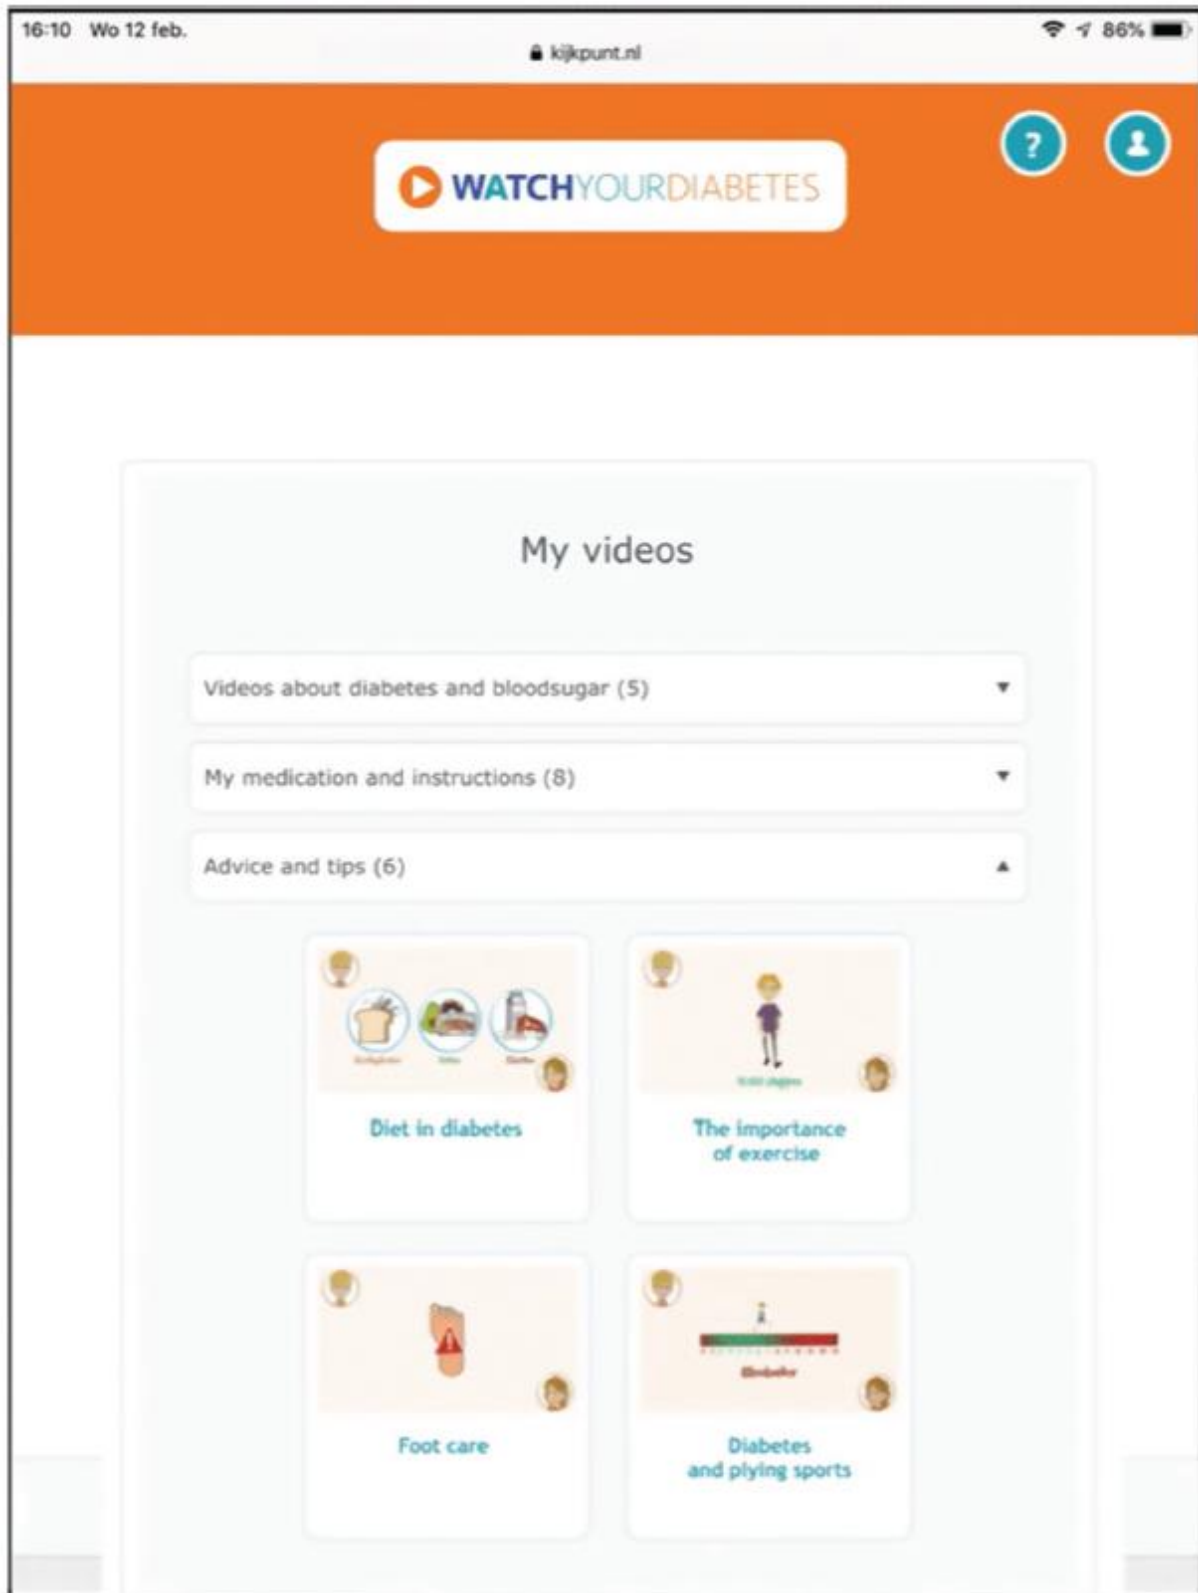 16:10 Wo 12 feb.
86%
kijkpunt.nl
?
WATCHYOURDIABETES
My videos
Videos about diabetes and bloodsugar (5)
My medication and instructions (8)
Advice and tips (6)
Diet in diabetes
The importance
of exercise
Foot care
Diabetes
and plying sports